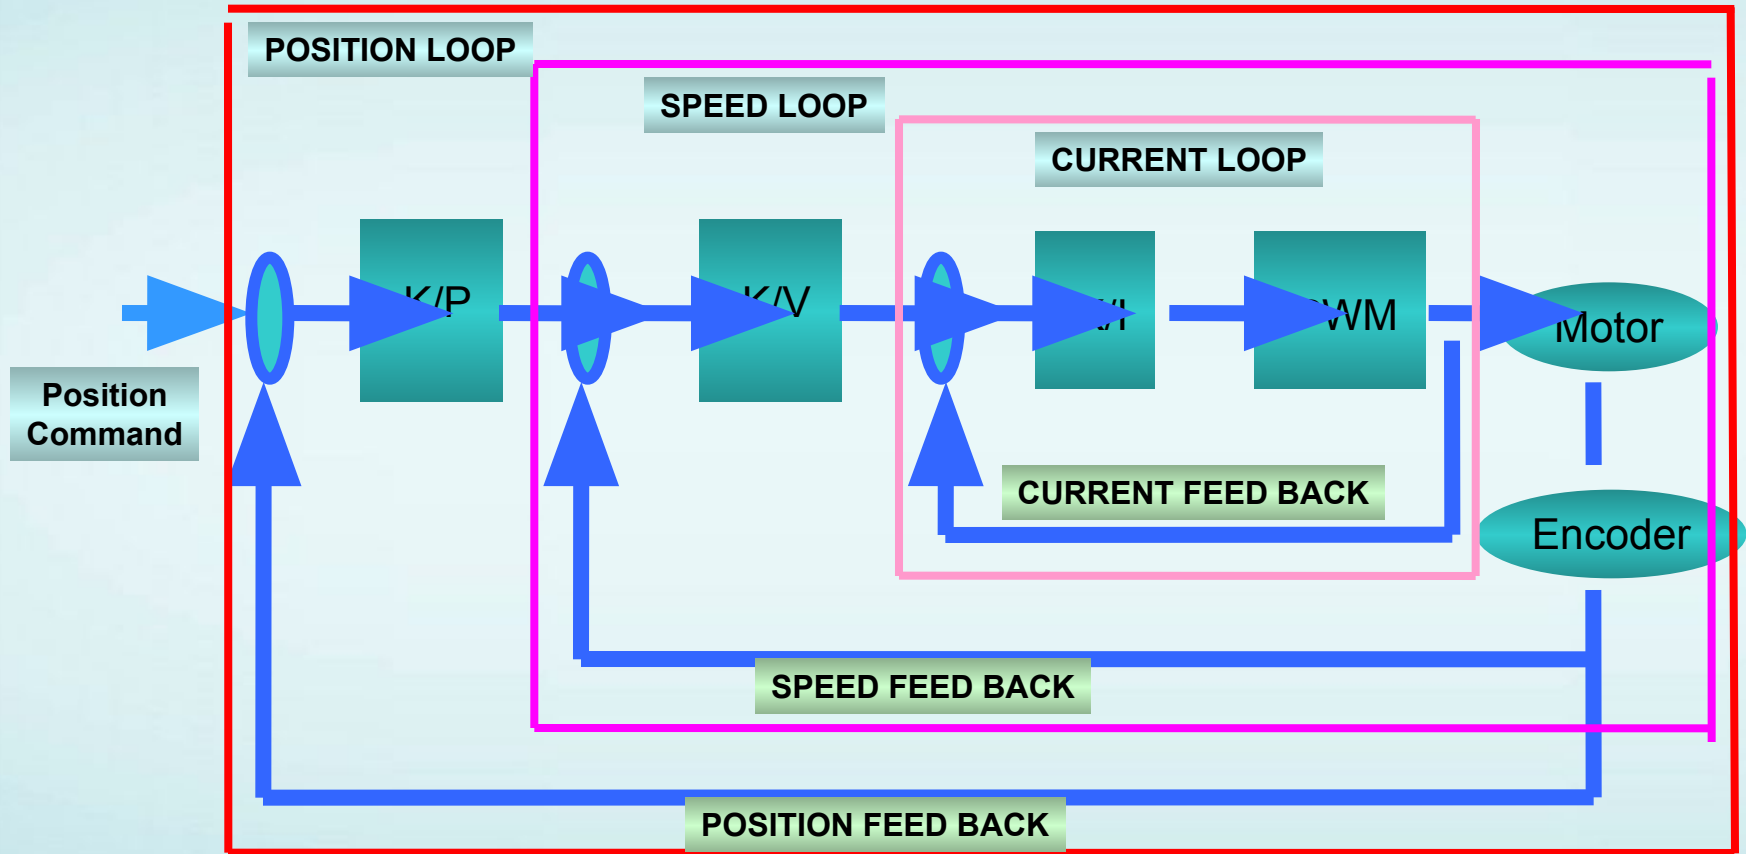 POSITION LOOP
SPEED LOOP
CURRENT LOOP
K/P
K/V
Motor
Position
Command
CURRENT FEED BACK
Encoder
SPEED FEED BACK
POSITION FEED BACK